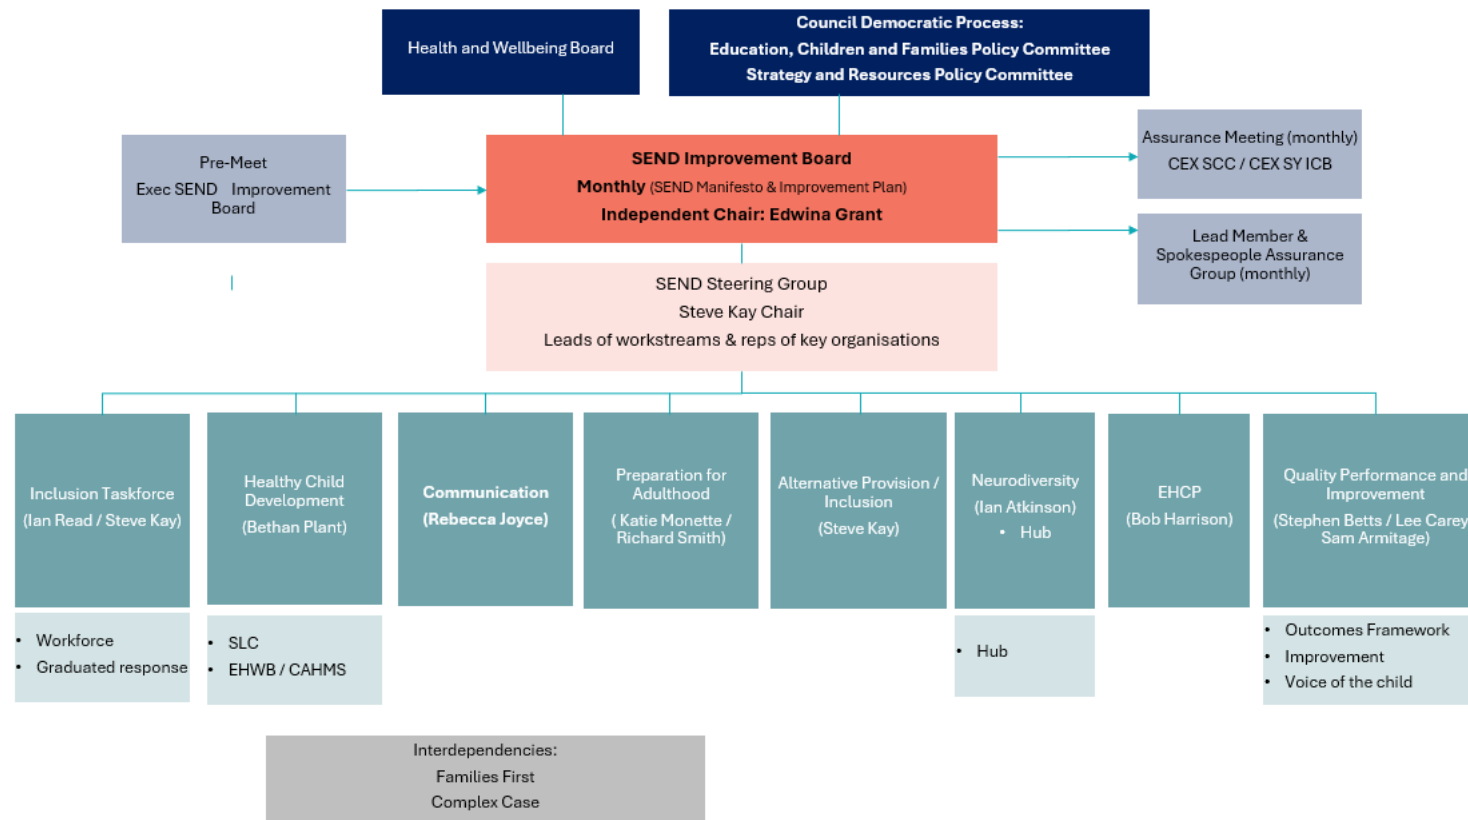 Health and Wellbeing Board
Council Democratic Process:
Education, Children and Families Policy Committee
Strategy and Resources Policy Committee
Pre-Meet
Exec SEND Improvement
Board
SEND Improvement Board
Monthly (SEND Manifesto & Improvement Plan)
Independent Chair: Edwina Grant
Assurance Meeting (monthly)
CEX SCC / CEX SY ICB
Lead Member &
Spokespeople Assurance
Group (monthly)
SEND Steering Group
Steve Kay Chair
Leads of workstreams & reps of key organisations
Inclusion Taskforce
(Ian Read / Steve Kay)
Healthy Child
Development
(Bethan Plant)
Communication
(Rebecca Joyce)
Preparation for
Adulthood
( Katie Monette /
Richard Smith)
Alternative Provision /
Inclusion
(Steve Kay)
Neurodiversity
(Ian Atkinson)
• Hub
EHCP
(Bob Harrison)
Quality Performance and
Improvement
(Stephen Betts / Lee Carey
Sam Armitage)
• Workforce
• Graduated response
• SLC
• EHWB / CAHMS
• Hub
• Outcomes Framework
• Improvement
• Voice of the child
Interdependencies:
Families First
Complex Case